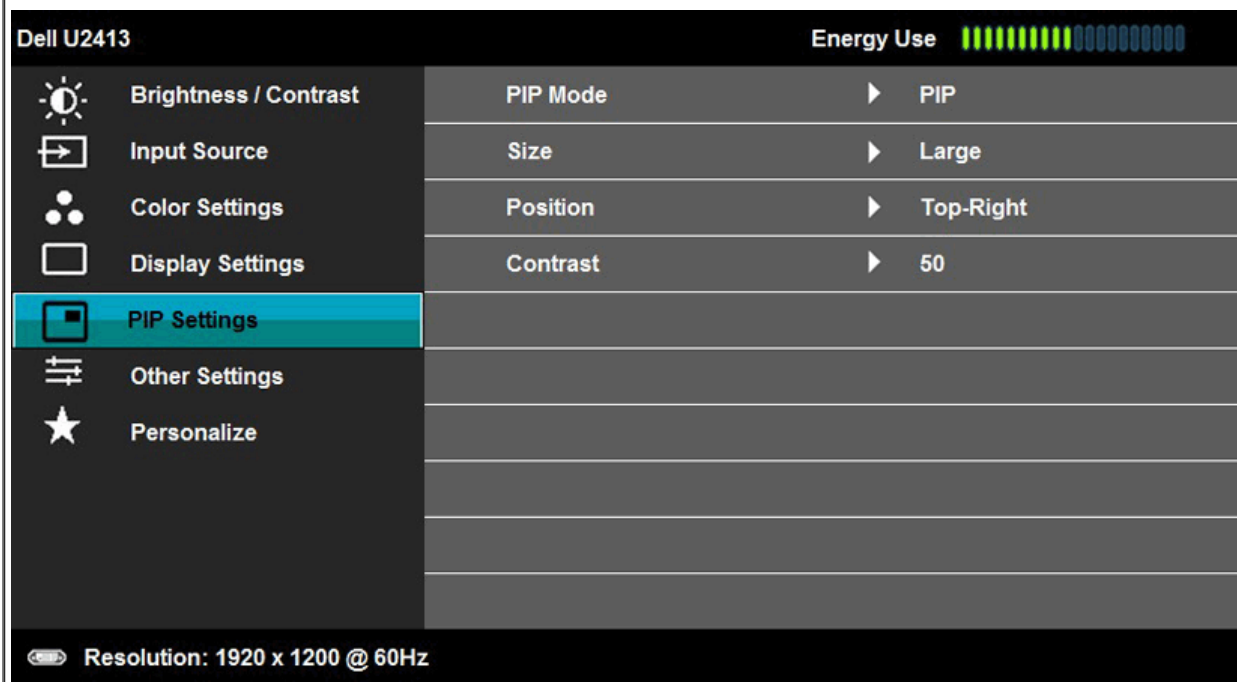 Dell U2413 Energy Use
Brightness / Contrast PIP Mode PIP
Input Source Size Large
Color Settings Position Top-Right
Display Settings Contrast 50
PIP Settings
Other Settings
Personalize
Resolution: 1920 x 1200 @ 60Hz